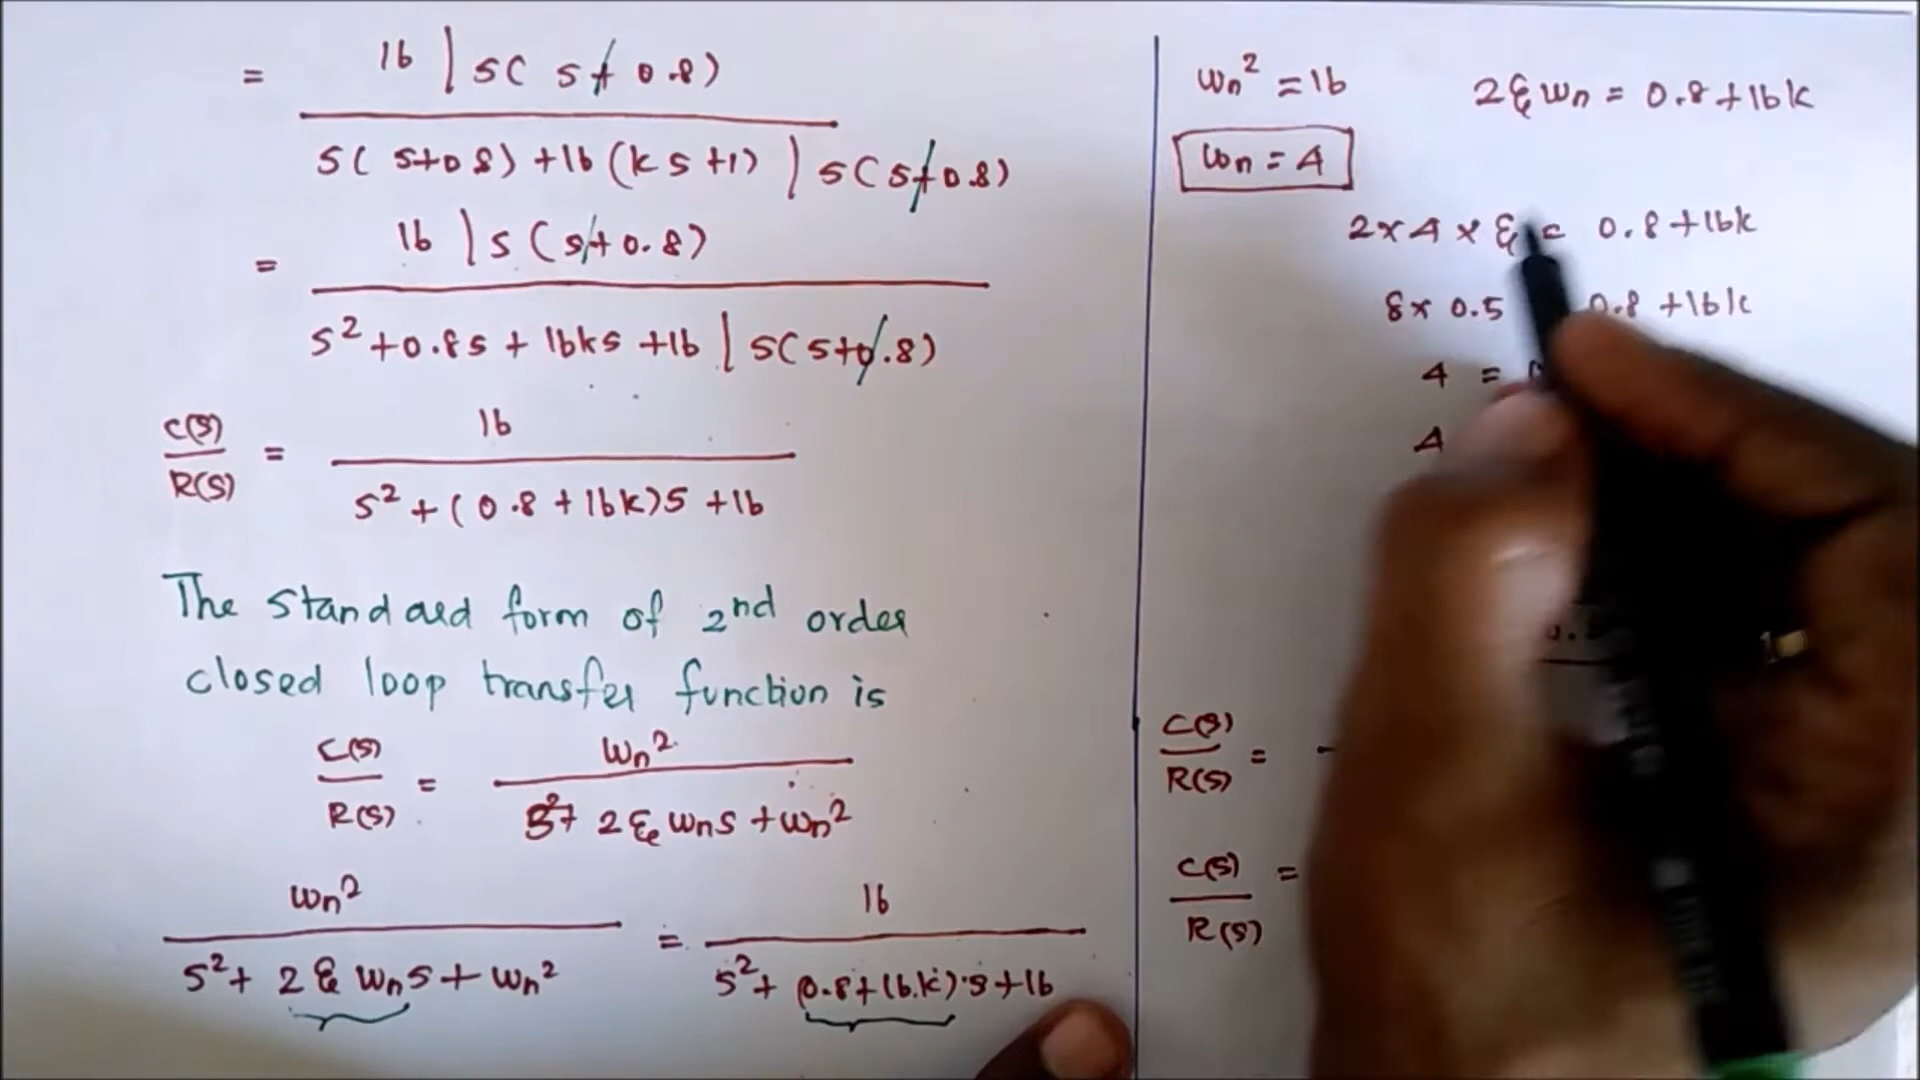 = 16 / s(s+0.8)
s(s+0.8)+16(ks+1) / s(s+0.8)
= 16 / s(s+0.8)
s²+0.8s+16ks+16 / s(s+0.8)
C(s)/R(s) = 16
s²+(0.8+16k)s+16
The standard form of 2nd order
closed loop transfer function is
C(s)/R(s) = ωn²
s²+2ξωns+ωn²
ωn² = 16
s²+2ξωns+ωn² s²+(0.8+16.k).s+16
ωn² = 16 2ξωn = 0.8+16k
ωn = 4
2×4×ξ = 0.8+16k
8×0.5 0.8+16k
4 =
4
C(s)/R(s) =
C(s)/R(s) =